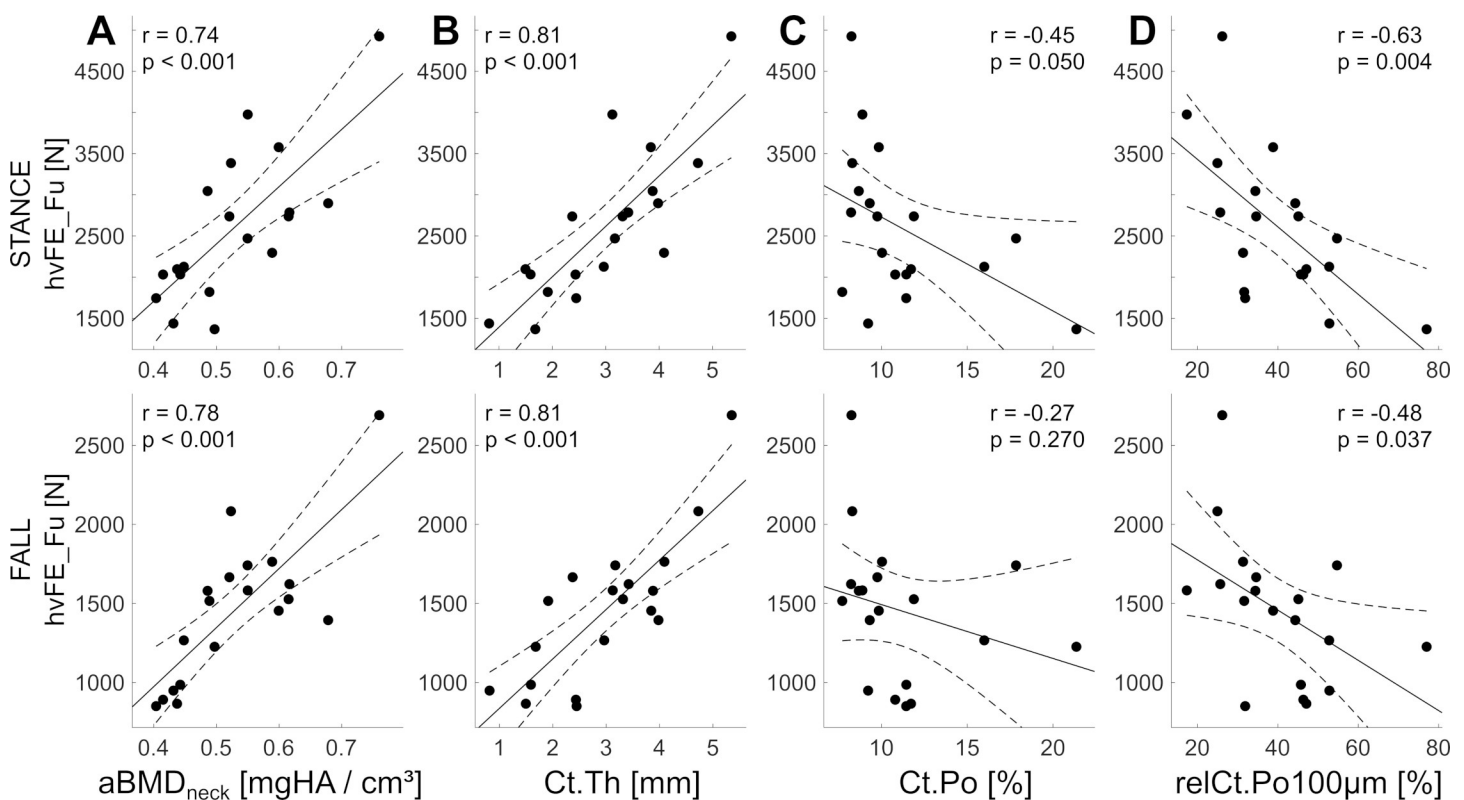 A
r = 0.74
p < 0.001
B
r = 0.81
p < 0.001
C
r = -0.45
p = 0.050
D
r = -0.63
p = 0.004
STANCE
hvFE_Fu [N]
4500
3500
2500
1500
0.4 0.5 0.6 0.7
4500
3500
2500
1500
1 2 3 4 5
4500
3500
2500
1500
10 15 20
4500
3500
2500
1500
20 40 60 80
r = 0.78
p < 0.001
r = 0.81
p < 0.001
r = -0.27
p = 0.270
r = -0.48
p = 0.037
FALL
hvFE_Fu [N]
2500
2000
1500
1000
0.4 0.5 0.6 0.7
aBMDneck [mgHA / cm³]
2500
2000
1500
1000
1 2 3 4 5
Ct.Th [mm]
2500
2000
1500
1000
10 15 20
Ct.Po [%]
2500
2000
1500
1000
20 40 60 80
relCt.Po100µm [%]